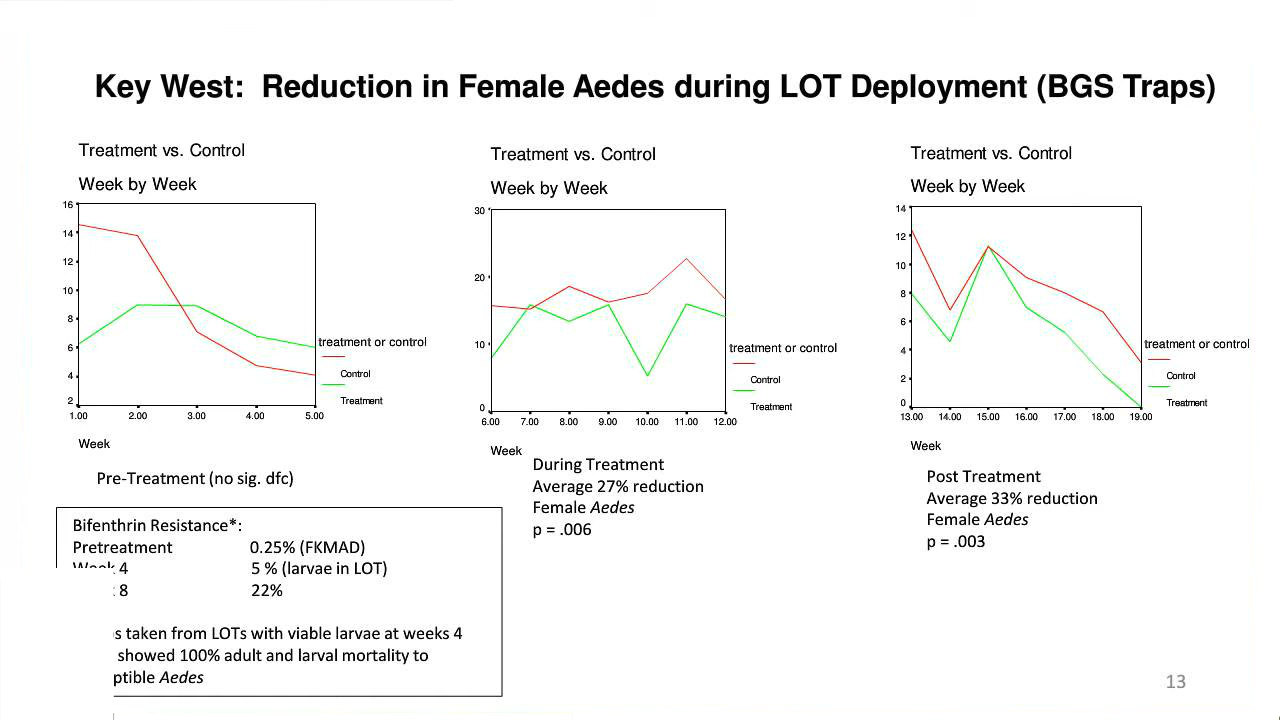 Key West: Reduction in Female Aedes during LOT Deployment (BGS Traps)
Treatment vs. Control
Week by Week
16
14
12
10
8
6
4
2
1.00 2.00 3.00 4.00 5.00
Week
treatment or control
Control
Treatment
Pre-Treatment (no sig. dfc)
Treatment vs. Control
Week by Week
30
20
10
0
6.00 7.00 8.00 9.00 10.00 11.00 12.00
Week
treatment or control
Control
Treatment
During Treatment
Average 27% reduction
Female Aedes
p = .006
Treatment vs. Control
Week by Week
14
12
10
8
6
4
2
0
13.00 14.00 15.00 16.00 17.00 18.00 19.00
Week
treatment or control
Control
Treatment
Post Treatment
Average 33% reduction
Female Aedes
p = .003
Bifenthrin Resistance*:
Pretreatment 0.25% (FKMAD)
Week 4 5 % (larvae in LOT)
8 22%
taken from LOTs with viable larvae at weeks 4
showed 100% adult and larval mortality to
Aedes
13